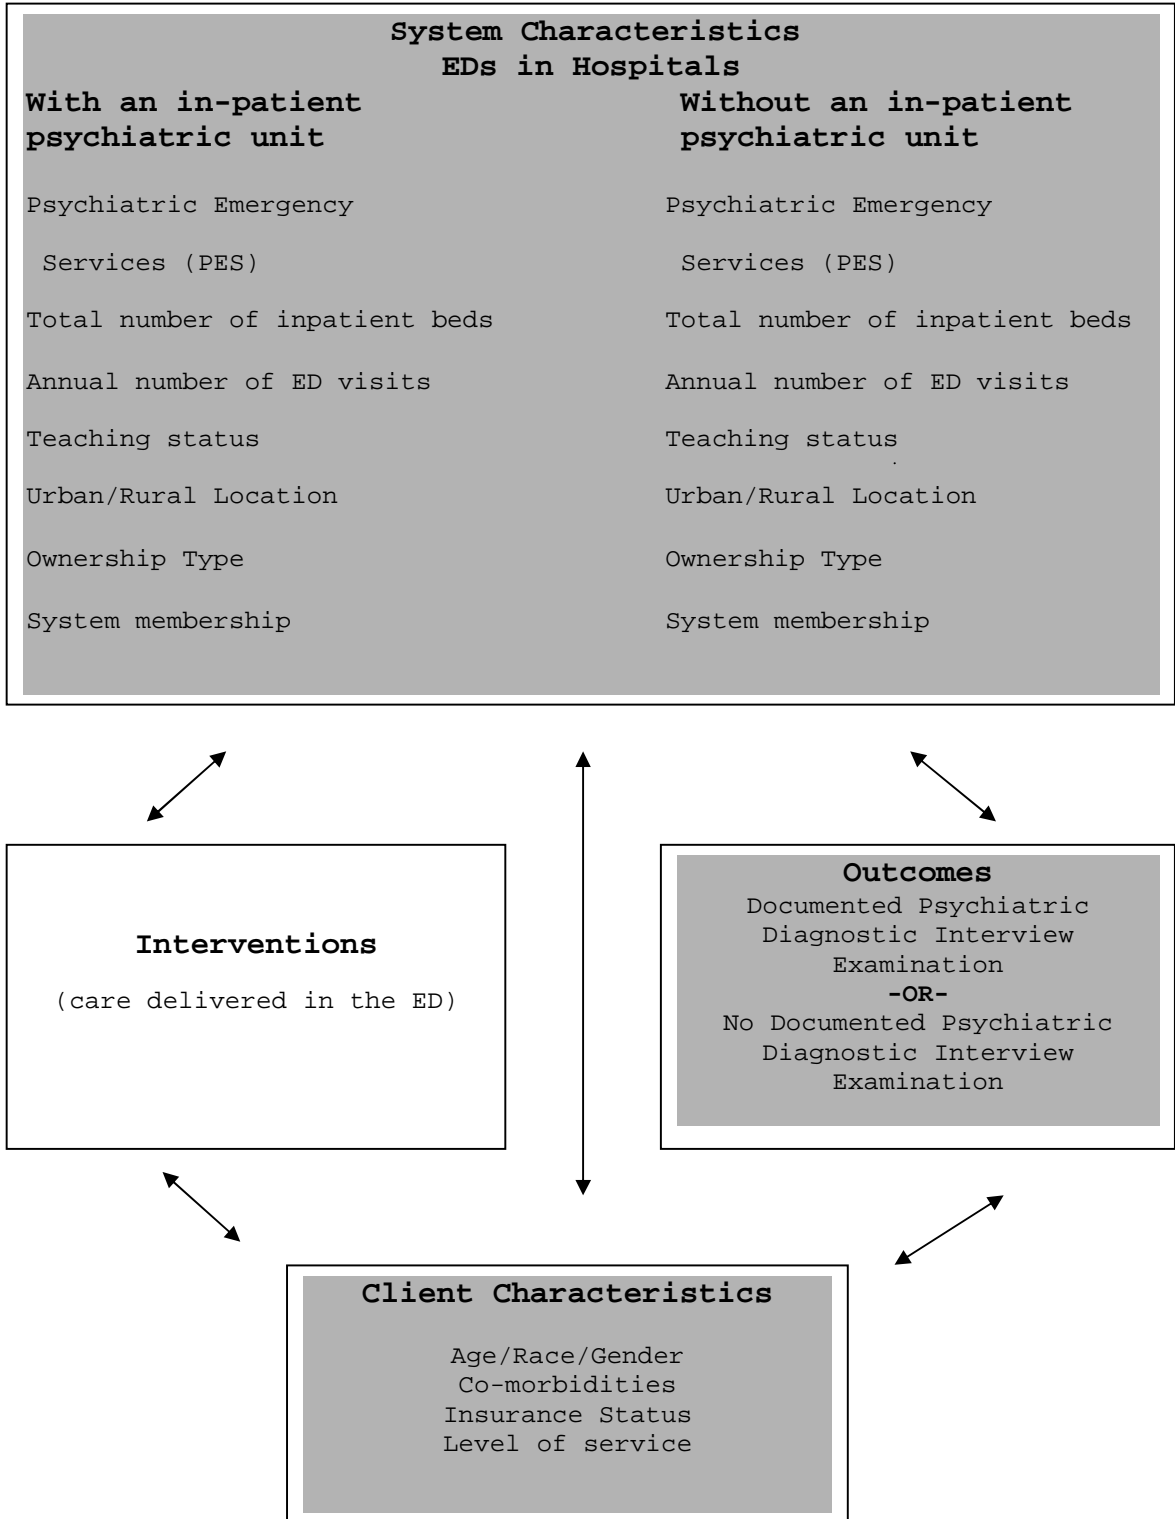 System Characteristics
EDs in Hospitals
With an in-patient
psychiatric unit
Psychiatric Emergency
Services (PES)
Total number of inpatient beds
Annual number of ED visits
Teaching status
Urban/Rural Location
Ownership Type
System membership
Without an in-patient
psychiatric unit
Psychiatric Emergency
Services (PES)
Total number of inpatient beds
Annual number of ED visits
Teaching status
Urban/Rural Location
Ownership Type
System membership
Interventions
(care delivered in the ED)
Outcomes
Documented Psychiatric
Diagnostic Interview
Examination
-OR-
No Documented Psychiatric
Diagnostic Interview
Examination
Client Characteristics
Age/Race/Gender
Co-morbidities
Insurance Status
Level of service